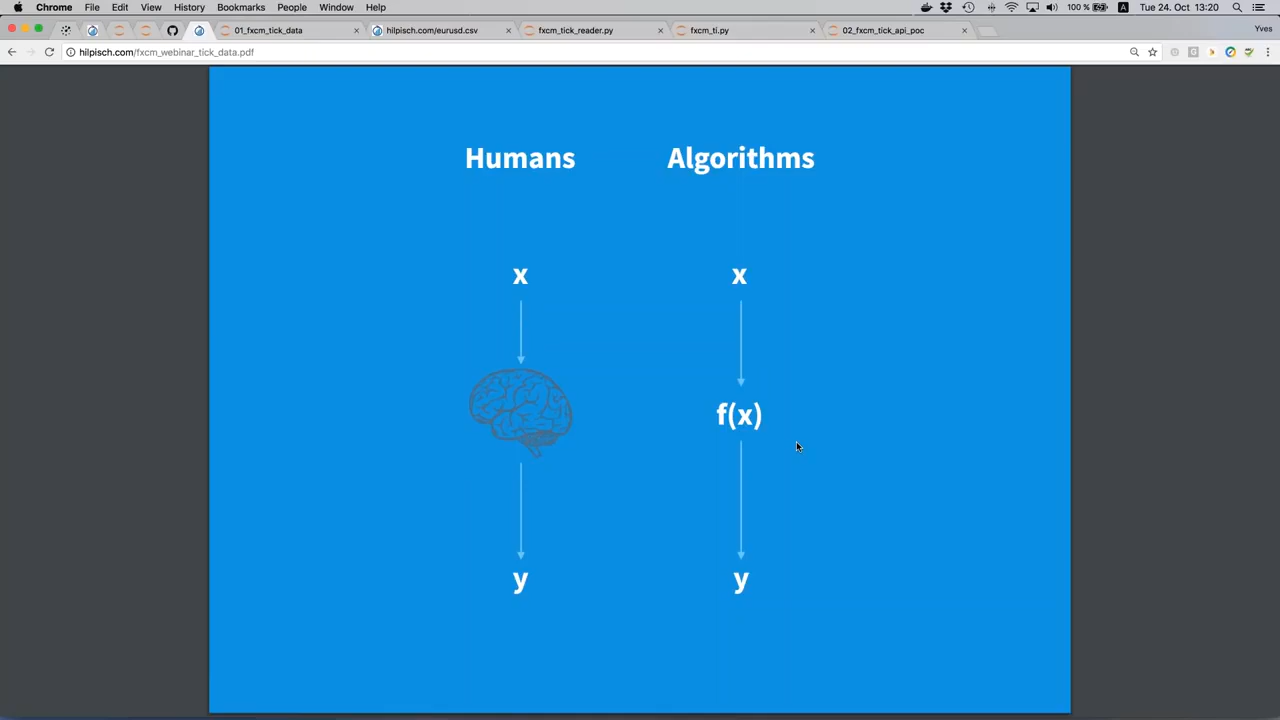 Chrome File Edit View History Bookmarks People Window Help 100 % A Tue 24. Oct 13:20
01_fxcm_tick_data hilpisch.com/eurusd.csv fxcm_tick_reader.py fxcm_ti.py 02_fxcm_tick_api_poc Yves
hilpisch.com/fxcm_webinar_tick_data.pdf
Humans Algorithms
x x
f(x)
y y